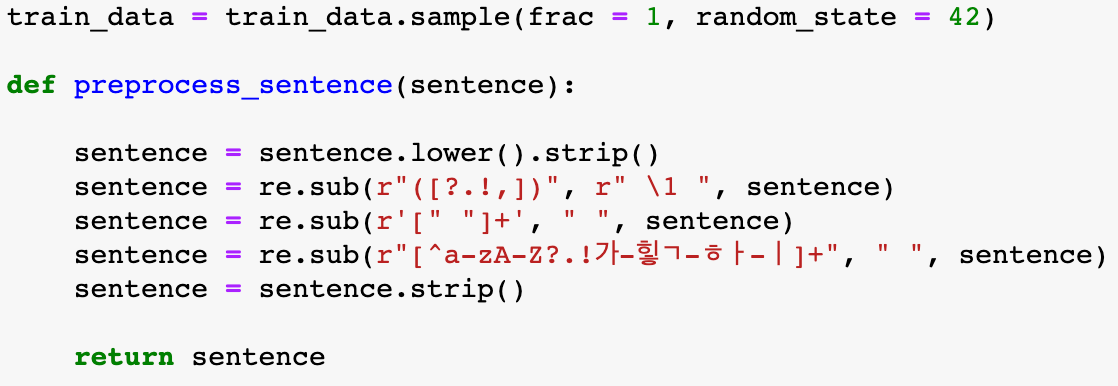 train_data = train_data.sample(frac = 1, random_state = 42)
def preprocess_sentence(sentence):
sentence = sentence.lower().strip()
sentence = re.sub(r"([?.!,])", r" \1 ", sentence)
sentence = re.sub(r'[" "]+', " ", sentence)
sentence = re.sub(r"[^a-zA-Z?.!가-힣ㄱ-ㅎㅏ-ㅣ]+", " ", sentence)
sentence = sentence.strip()
return sentence